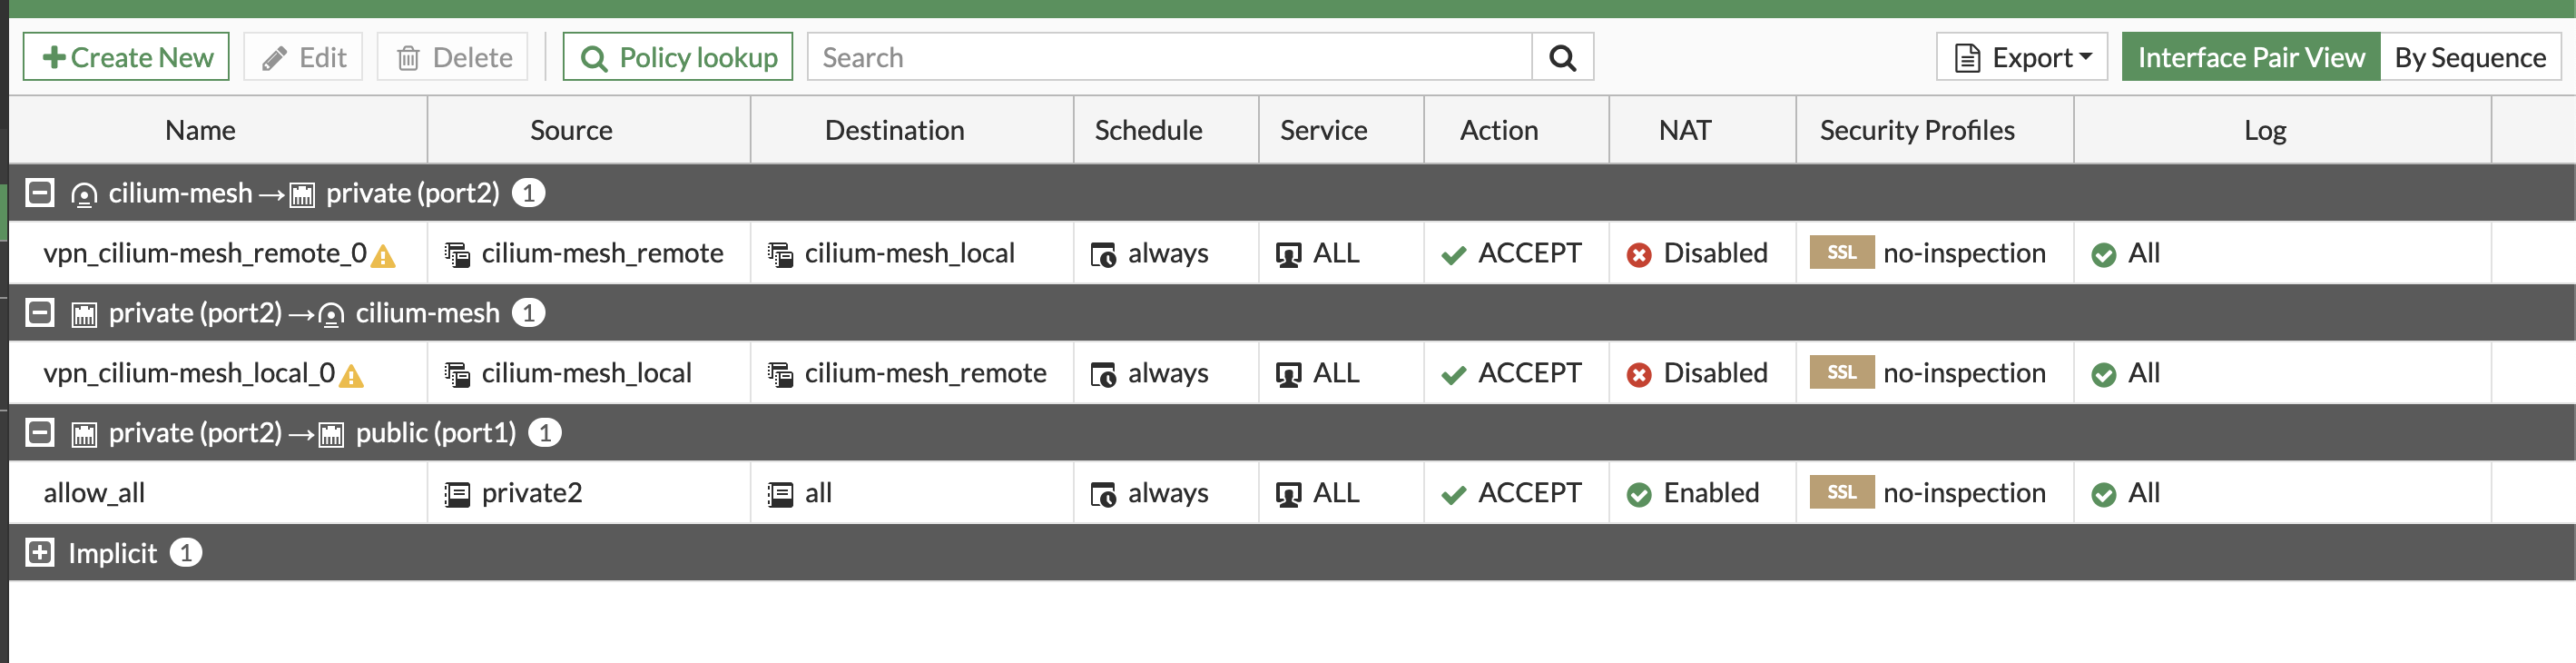 Create New Edit Delete Policy lookup Search Export Interface Pair View By Sequence
Name Source Destination Schedule Service Action NAT Security Profiles Log
cilium-mesh → private (port2) 1
vpn_cilium-mesh_remote_0 cilium-mesh_remote cilium-mesh_local always ALL ACCEPT Disabled SSL no-inspection All
private (port2) → cilium-mesh 1
vpn_cilium-mesh_local_0 cilium-mesh_local cilium-mesh_remote always ALL ACCEPT Disabled SSL no-inspection All
private (port2) → public (port1) 1
allow_all private2 all always ALL ACCEPT Enabled SSL no-inspection All
Implicit 1